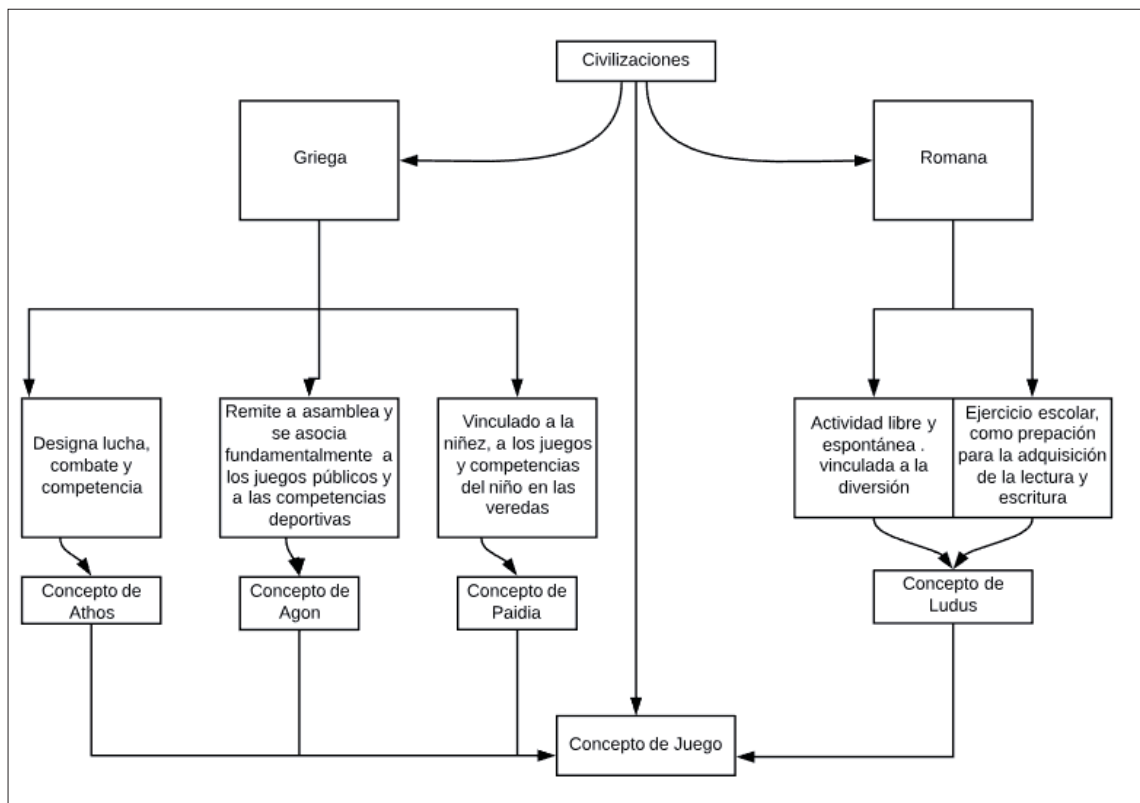 Civilizaciones
Griega
Romana
Designa lucha,
combate y
competencia
Remite a asamblea y
se asocia
fundamentalmente a
los juegos públicos y
a las competencias
deportivas
Vinculado a la
niñez, a los juegos
y competencias
del niño en las
veredas
Actividad libre y
espontánea .
vinculada a la
diversión
Ejercicio escolar,
como prepación
para la adquisición
de la lectura y
escritura
Concepto de
Athos
Concepto de
Agon
Concepto de
Paidia
Concepto de
Ludus
Concepto de Juego